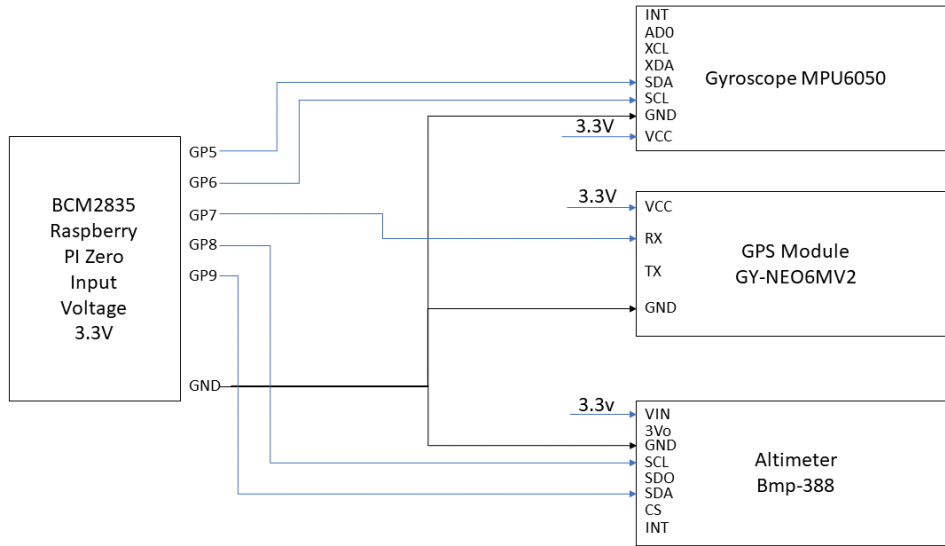 BCM2835
Raspberry
PI Zero
Input
Voltage
3.3V
GP5
GP6
GP7
GP8
GP9
GND
INT
AD0
XCL
XDA
SDA
SCL
GND
3.3V
VCC
Gyroscope MPU6050
3.3V
VCC
RX
TX
GND
GPS Module
GY-NEO6MV2
3.3v
VIN
3Vo
GND
SCL
SDO
SDA
CS
INT
Altimeter
Bmp-388